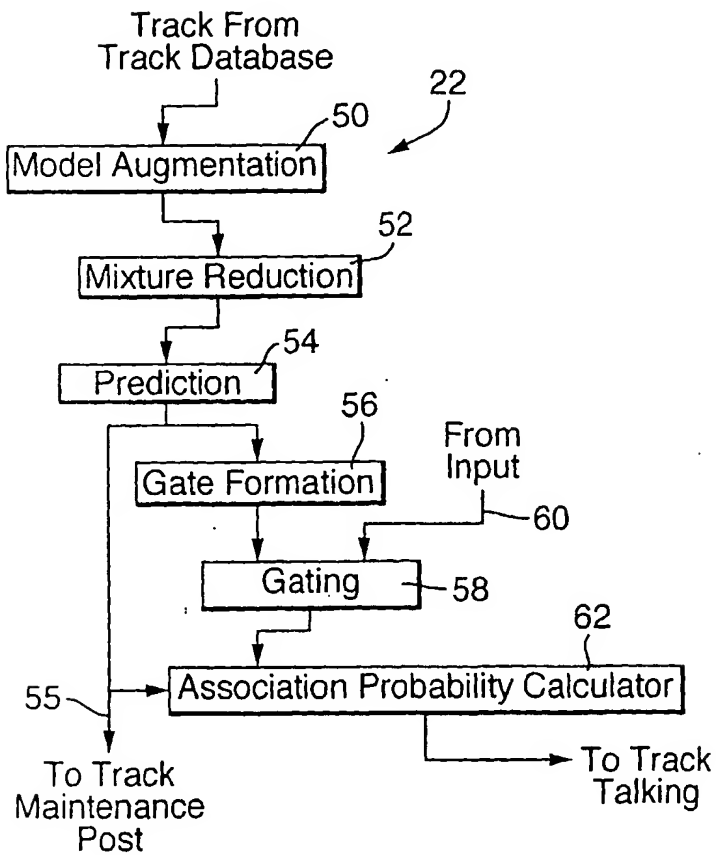 Track From
Track Database
22
50
Model Augmentation
52
Mixture Reduction
54
Prediction
56
From
Input
Gate Formation
60
Gating
58
62
Association Probability Calculator
55
To Track
Maintenance
Post
To Track
Talking